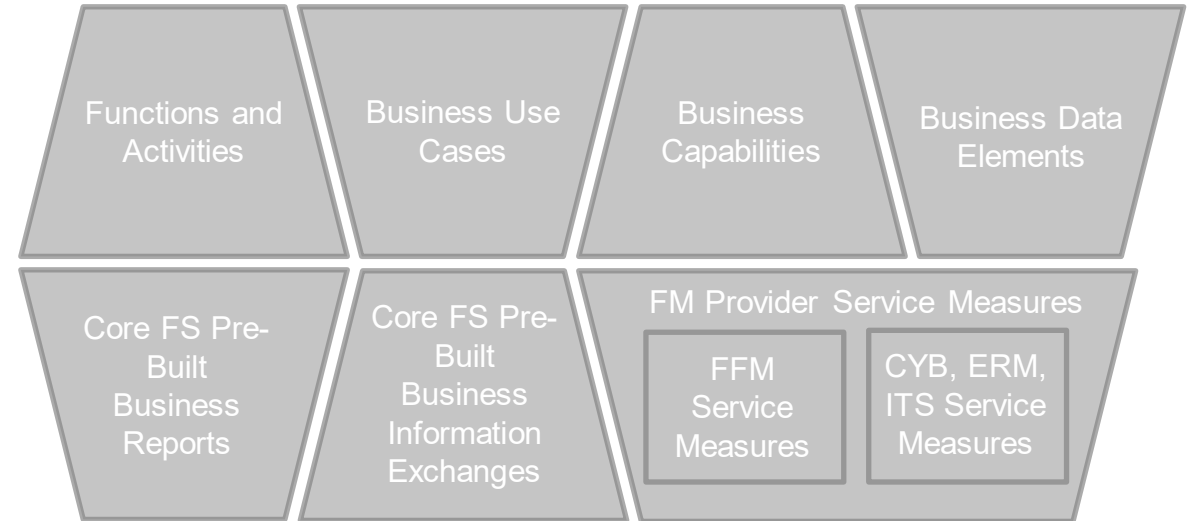 Functions and
Activities
Business Use
Cases
Business
Capabilities
Business Data
Elements
Core FS Pre-
Built
Business
Reports
Core FS Pre-
Built
Business
Information
Exchanges
FM Provider Service Measures
FFM
Service
Measures
CYB, ERM,
ITS Service
Measures